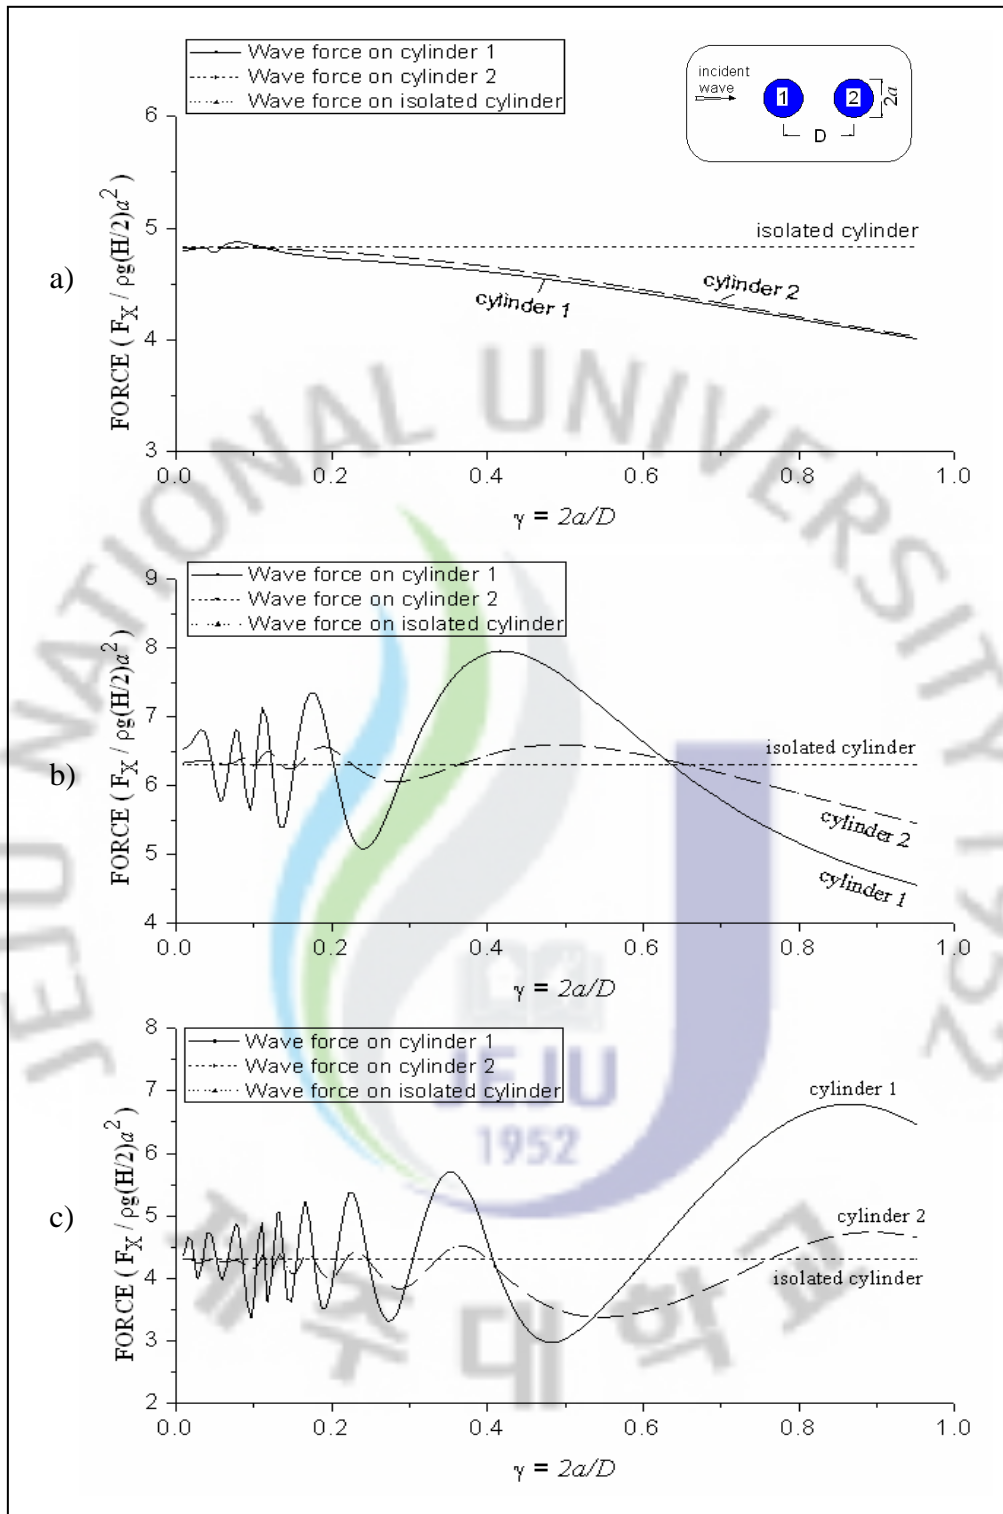 Wave force on cylinder 1
Wave force on cylinder 2
Wave force on isolated cylinder
incident
wave
1
2
2a
D
6
5
4
3
a)
FORCE ( F_X / ρg(H/2)a²)
isolated cylinder
cylinder 1
cylinder 2
0.0 0.2 0.4 0.6 0.8 1.0
γ = 2a/D
Wave force on cylinder 1
Wave force on cylinder 2
Wave force on isolated cylinder
9
8
7
6
5
4
b)
FORCE ( F_X / ρg(H/2)a²)
isolated cylinder
cylinder 2
cylinder 1
0.0 0.2 0.4 0.6 0.8 1.0
γ = 2a/D
Wave force on cylinder 1
Wave force on cylinder 2
Wave force on isolated cylinder
8
7
6
5
4
3
2
c)
FORCE ( F_X / ρg(H/2)a²)
cylinder 1
cylinder 2
isolated cylinder
0.0 0.2 0.4 0.6 0.8 1.0
γ = 2a/D
JEJU NATIONAL UNIVERSITY 1952
JEJU
1952
제주대학교